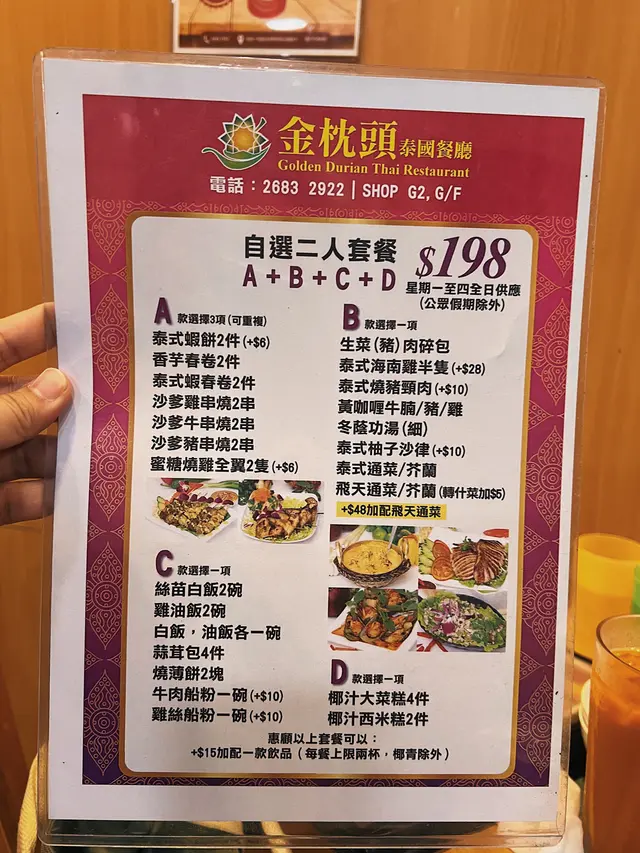 金枕頭泰國餐廳
Golden Durian Thai Restaurant
電話：2683 2922 | SHOP G2, G/F
自選二人套餐
A+B+C+D
$198
星期一至四全日供應
(公眾假期除外)
A 款選擇3項(可重複)
泰式蝦餅2件(+$6)
香芋春卷2件
泰式蝦春卷2件
沙爹雞串燒2串
沙爹牛串燒2串
沙爹豬串燒2串
蜜糖燒雞全翼2隻(+$6)
B 款選擇一項
生菜(豬)肉碎包
泰式海南雞半隻(+$28)
泰式燒豬頸肉(+$10)
黃咖喱牛腩/豬/雞
冬蔭功湯(細)
泰式柚子沙律(+$10)
泰式通菜/芥蘭
飛天通菜/芥蘭(轉什菜加$5)
+$48加配飛天通菜
C 款選擇一項
絲苗白飯2碗
雞油飯2碗
白飯，油飯各一碗
蒜茸包4件
燒薄餅2塊
牛肉船粉一碗(+$10)
雞絲船粉一碗(+$10)
D 款選擇一項
椰汁大菜糕4件
椰汁西米糕2件
惠顧以上套餐可以：
+$15加配一款飲品(每餐上限兩杯，椰青除外)